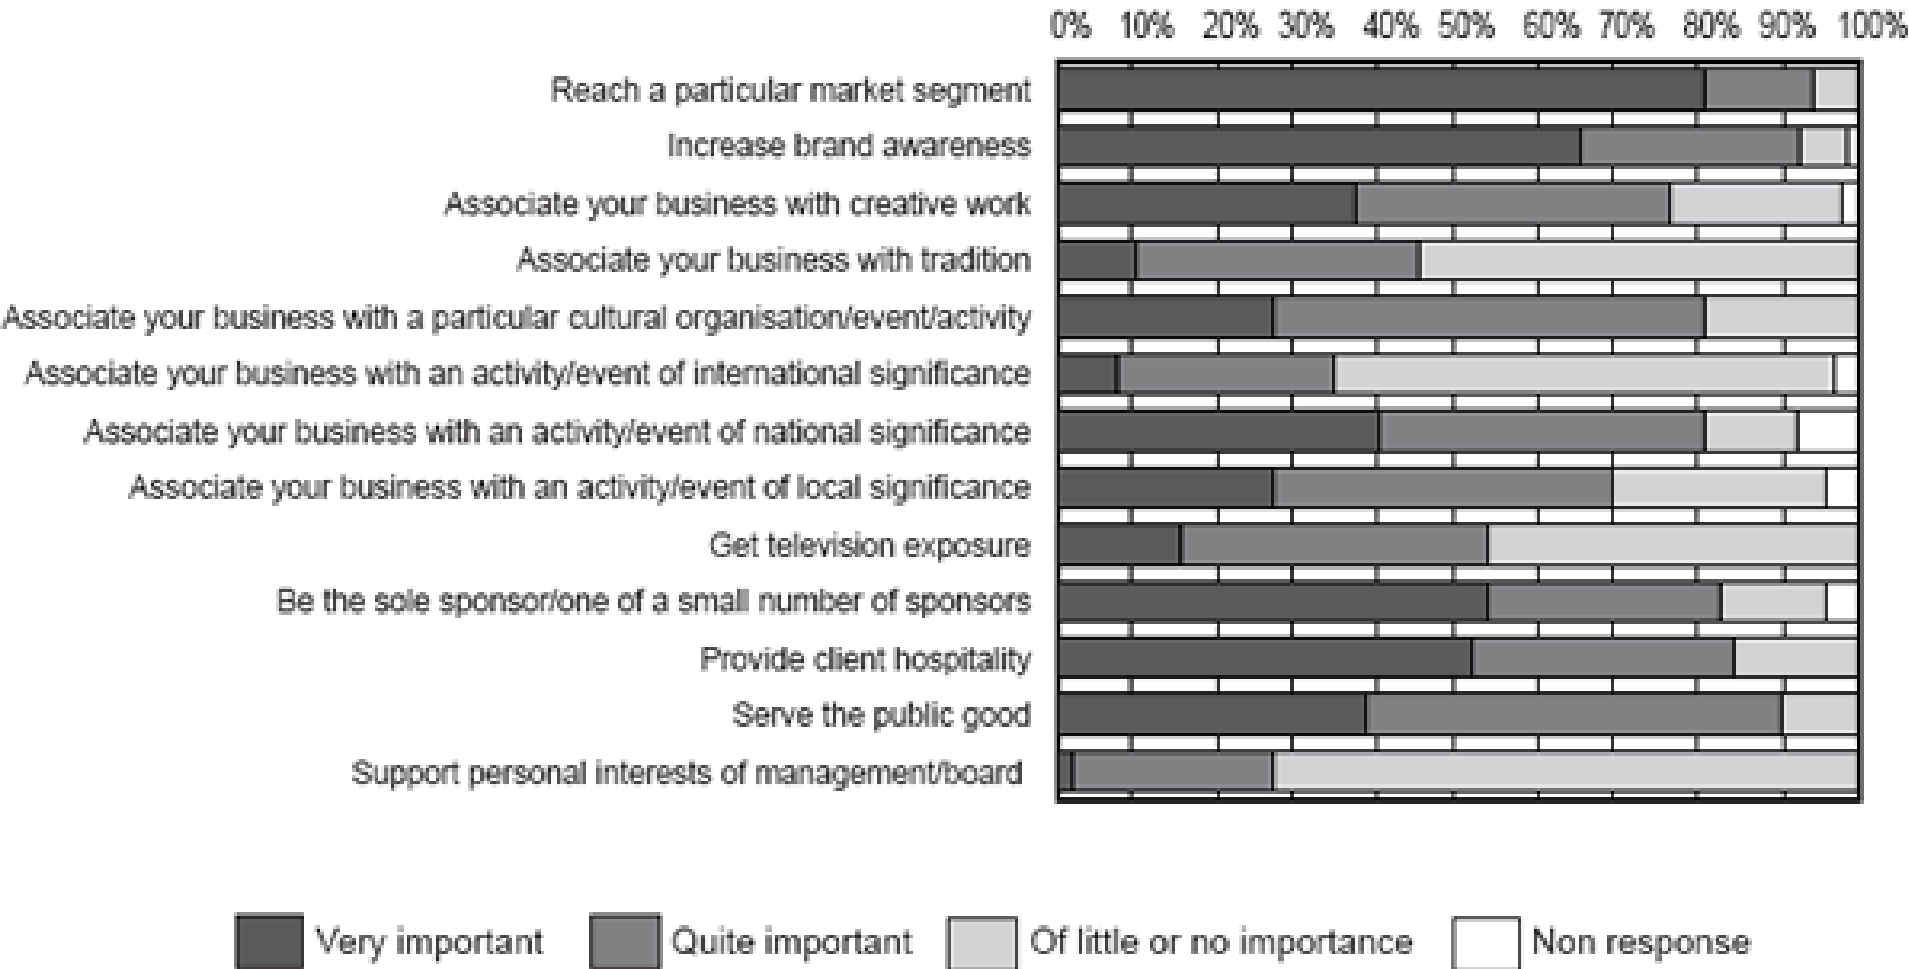 0% 10% 20% 30% 40% 50% 60% 70% 80% 90% 100%
Reach a particular market segment
Increase brand awareness
Associate your business with creative work
Associate your business with tradition
Associate your business with a particular cultural organisation/event/activity
Associate your business with an activity/event of international significance
Associate your business with an activity/event of national significance
Associate your business with an activity/event of local significance
Get television exposure
Be the sole sponsor/one of a small number of sponsors
Provide client hospitality
Serve the public good
Support personal interests of management/board
Very important Quite important Of little or no importance Non response